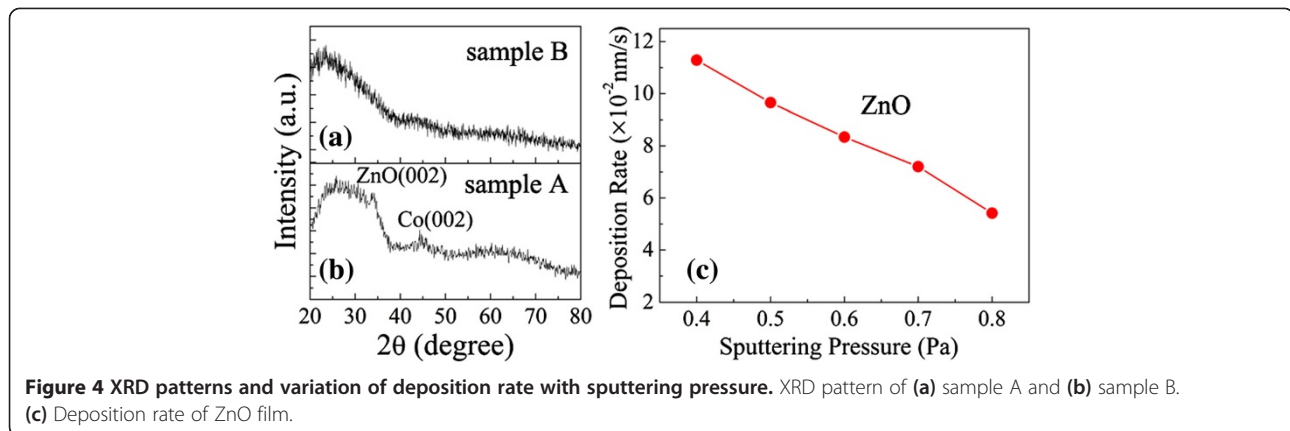 sample B
(a)
ZnO(002)
sample A
Co(002)
(b)
Intensity (a.u.)
20 30 40 50 60 70 80
2θ (degree)
12
10
8
6
4
2
ZnO
(c)
Deposition Rate (×10⁻²nm/s)
0.4 0.5 0.6 0.7 0.8
Sputtering Pressure (Pa)
Figure 4 XRD patterns and variation of deposition rate with sputtering pressure. XRD pattern of (a) sample A and (b) sample B.
(c) Deposition rate of ZnO film.